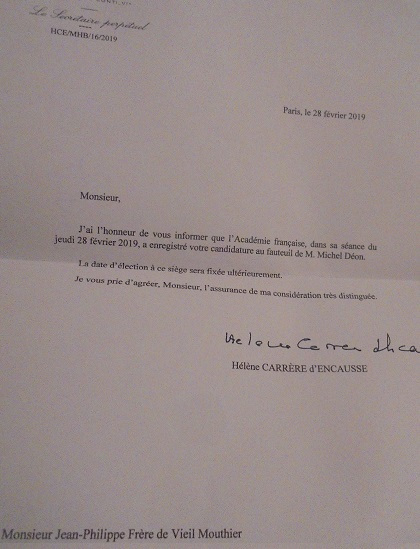 Le Secrétaire perpétuel
HCE/MHB/16/2019
Paris, le 28 février 2019
Monsieur,
J'ai l'honneur de vous informer que l'Académie française, dans sa séance du
jeudi 28 février 2019, a enregistré votre candidature au fauteuil de M. Michel Déon.
La date d'élection à ce siège sera fixée ultérieurement.
Je vous prie d'agréer, Monsieur, l'assurance de ma considération très distinguée.
Hélène CARRÈRE d'ENCAUSSE
Monsieur Jean-Philippe Frère de Vieil Mouthier